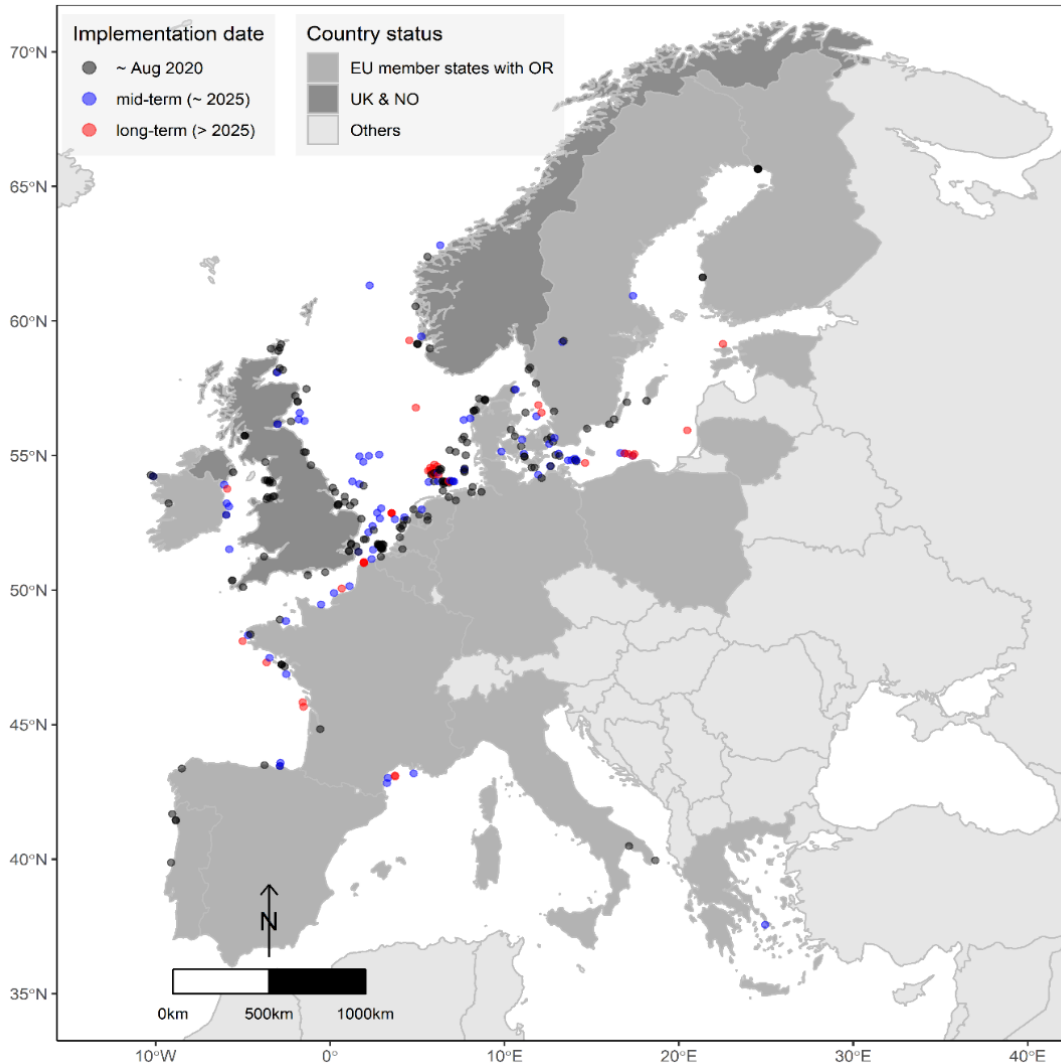 Implementation date
~ Aug 2020
mid-term (~ 2025)
long-term (> 2025)
Country status
EU member states with OR
UK & NO
Others
70°N
65°N
60°N
55°N
50°N
45°N
40°N
35°N
N
0km 500km 1000km
10°W 0° 10°E 20°E 30°E 40°E